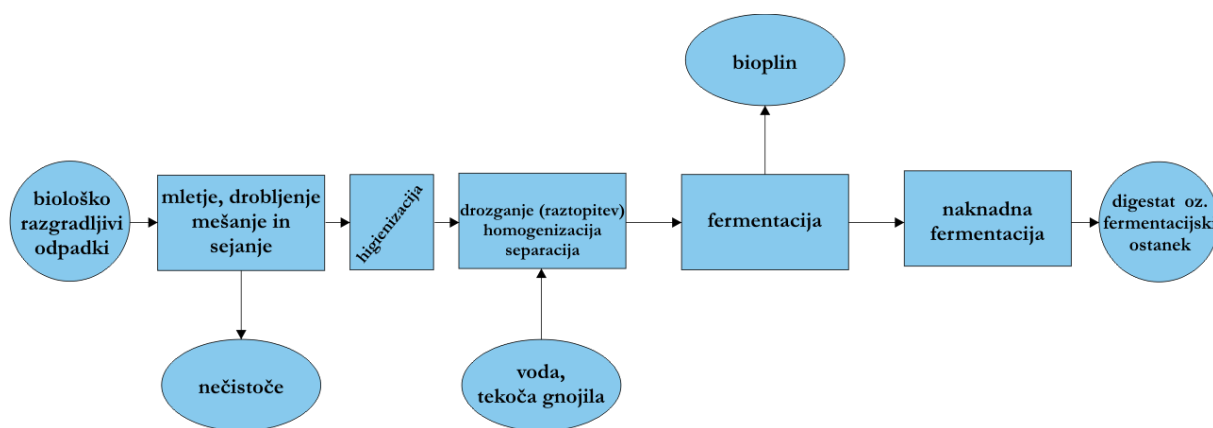 bioplin
biološko
razgradljivi
odpadki
mletje, drobljenje
mešanje in
sejanje
higienizacija
drozganje (raztopitev)
homogenizacija
separacija
fermentacija
naknadna
fermentacija
digestat oz.
fermentacijski
ostanek
nečistoče
voda,
tekoča gnojila